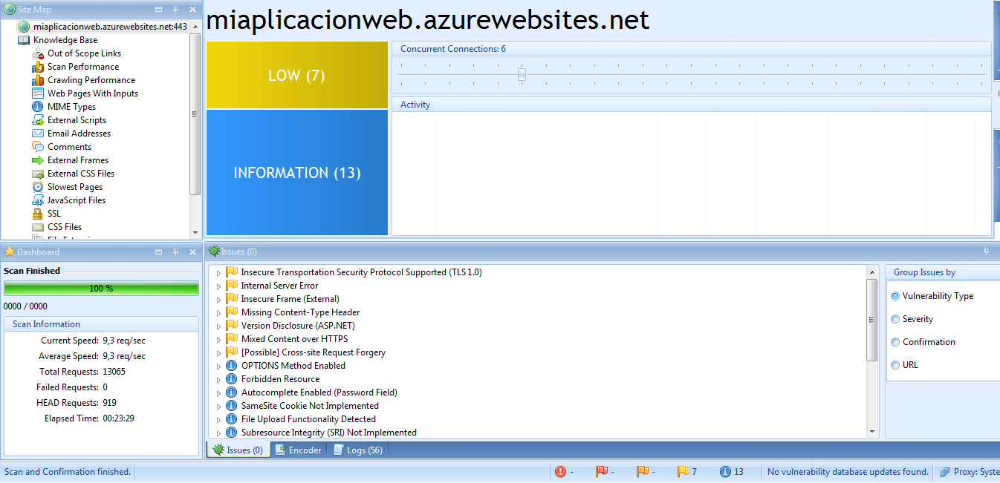 Site Map
miaplicacionweb.azurewebsites.net:443
Knowledge Base
Out of Scope Links
Scan Performance
Crawling Performance
Web Pages With Inputs
MIME Types
External Scripts
Email Addresses
Comments
External Frames
External CSS Files
Slowest Pages
JavaScript Files
SSL
CSS Files
miaplicacionweb.azurewebsites.net
LOW (7)
INFORMATION (13)
Concurrent Connections: 6
Activity
Dashboard
Scan Finished
100 %
0000 / 0000
Scan Information
Current Speed: 9,3 req/sec
Average Speed: 9,3 req/sec
Total Requests: 13065
Failed Requests: 0
HEAD Requests: 919
Elapsed Time: 00:23:29
Issues (0)
Insecure Transportation Security Protocol Supported (TLS 1.0)
Internal Server Error
Insecure Frame (External)
Missing Content-Type Header
Version Disclosure (ASP.NET)
Mixed Content over HTTPS
[Possible] Cross-site Request Forgery
OPTIONS Method Enabled
Forbidden Resource
Autocomplete Enabled (Password Field)
SameSite Cookie Not Implemented
File Upload Functionality Detected
Subresource Integrity (SRI) Not Implemented
Group Issues by
Vulnerability Type
Severity
Confirmation
URL
Issues (0) Encoder Logs (56)
Scan and Confirmation finished. - - - 7 13 No vulnerability database updates found. Proxy: Syste